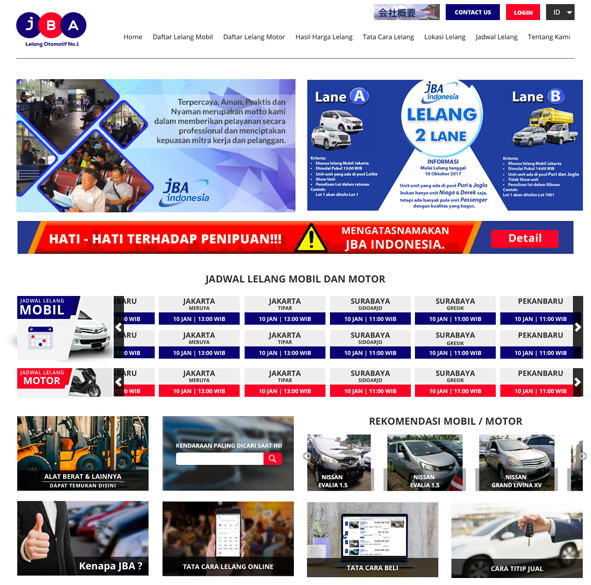 会社概要
CONTACT US
LOGIN
ID
JBA
Lelang Otomotif No.1
Home
Daftar Lelang Mobil
Daftar Lelang Motor
Hasil Harga Lelang
Tata Cara Lelang
Lokasi Lelang
Jadwal Lelang
Tentang Kami
Terpercaya, Aman, Praktis dan
Nyaman merupakan motto kami
dalam memberikan pelayanan secara
professional dan menciptakan
kepuasan mitra kerja dan pelanggan.
JBA
indonesia
Lane A
JBA
indonesia
LELANG
2 LANE
Lane B
Kriteria:
Khusus lelang Mobil Jakarta
Dimulai Pukul 13:00 WIB
Unit-unit yang ada di pool Lotte
Show Unit
Penulisan Lot dalam ratusan
Contoh:
Lot 1 akan ditulis Lot 1
INFORMASI
Mulai Lelang tanggal
10 Oktober 2017
Unit-unit yang ada di pool Puri & Joglo
bukan hanya unit Niaga & Derek saja,
tetapi ada banyak pula unit Passenger
dengan kualitas yang bagus.
Kriteria:
Khusus lelang Mobil Jakarta
Dimulai Pukul 14:00 WIB
Unit-unit yang ada di pool Puri dan Joglo
Tidak Show unit
Penulisan Lot dalam Ribuan
Contoh:
Lot 1 akan ditulis Lot 1001
HATI - HATI TERHADAP PENIPUAN!!!
MENGATASNAMAKAN
JBA INDONESIA.
Detail
JADWAL LELANG MOBIL DAN MOTOR
JADWAL LELANG
MOBIL
BARU
JAKARTA
MERUYA
JAKARTA
TIPAR
SURABAYA
SIDOARJO
SURABAYA
GRESIK
PEKANBARU
:00 WIB
10 JAN | 13:00 WIB
10 JAN | 13:00 WIB
10 JAN | 11:00 WIB
10 JAN | 11:00 WIB
10 JAN | 11:00 WIB
BARU
JAKARTA
MERUYA
JAKARTA
TIPAR
SURABAYA
SIDOARJO
SURABAYA
GRESIK
PEKANBARU
:00 WIB
10 JAN | 13:00 WIB
10 JAN | 13:00 WIB
10 JAN | 11:00 WIB
10 JAN | 11:00 WIB
10 JAN | 11:00 WIB
JADWAL LELANG
MOTOR
BARU
JAKARTA
MERUYA
JAKARTA
TIPAR
SURABAYA
SIDOARJO
SURABAYA
GRESIK
PEKANBARU
:00 WIB
10 JAN | 13:00 WIB
10 JAN | 13:00 WIB
10 JAN | 11:00 WIB
10 JAN | 11:00 WIB
10 JAN | 11:00 WIB
ALAT BERAT & LAINNYA
DAPAT TEMUKAN DISINI
KENDARAAN PALING DICARI SAAT INI
REKOMENDASI MOBIL / MOTOR
NISSAN
EVALIA 1.5
NISSAN
EVALIA 1.5
NISSAN
GRAND LIVINA XV
Kenapa JBA ?
TATA CARA LELANG ONLINE
TATA CARA BELI
CARA TITIP JUAL